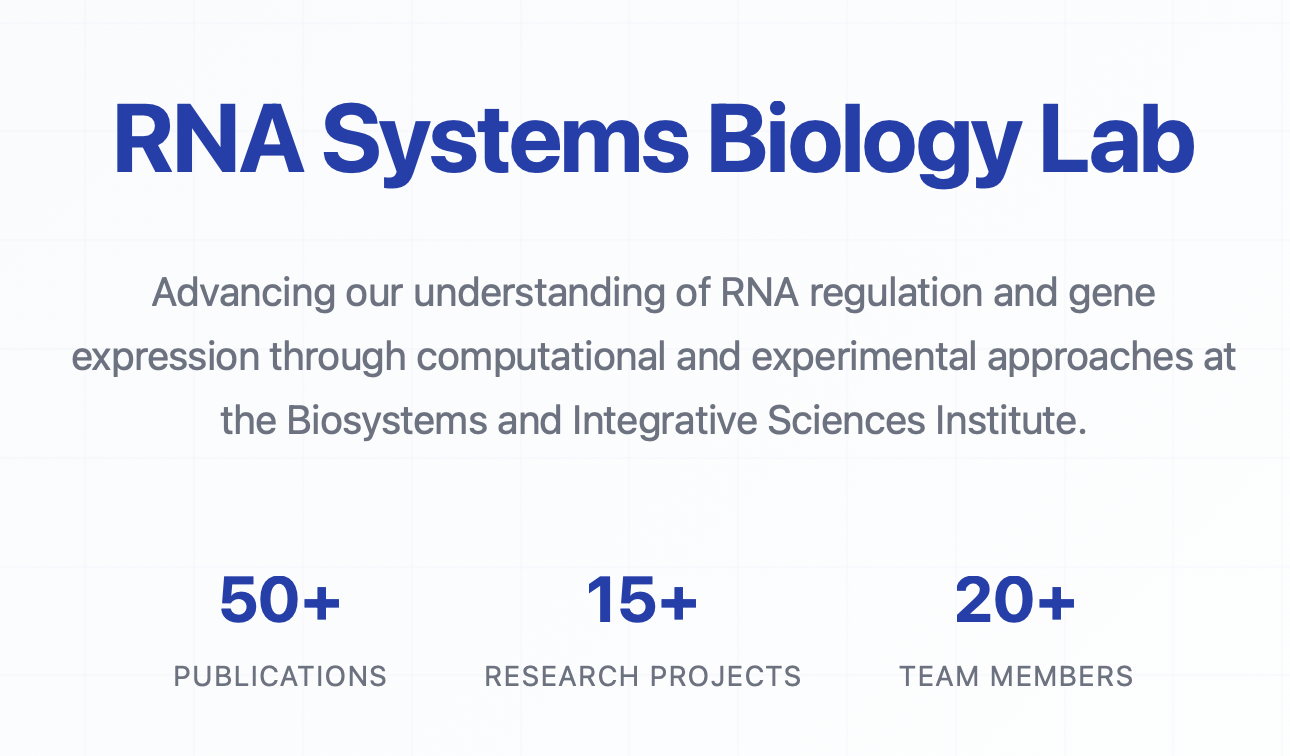 RNA Systems Biology Lab
Advancing our understanding of RNA regulation and gene
expression through computational and experimental approaches at
the Biosystems and Integrative Sciences Institute.
50+ 15+ 20+
PUBLICATIONS RESEARCH PROJECTS TEAM MEMBERS